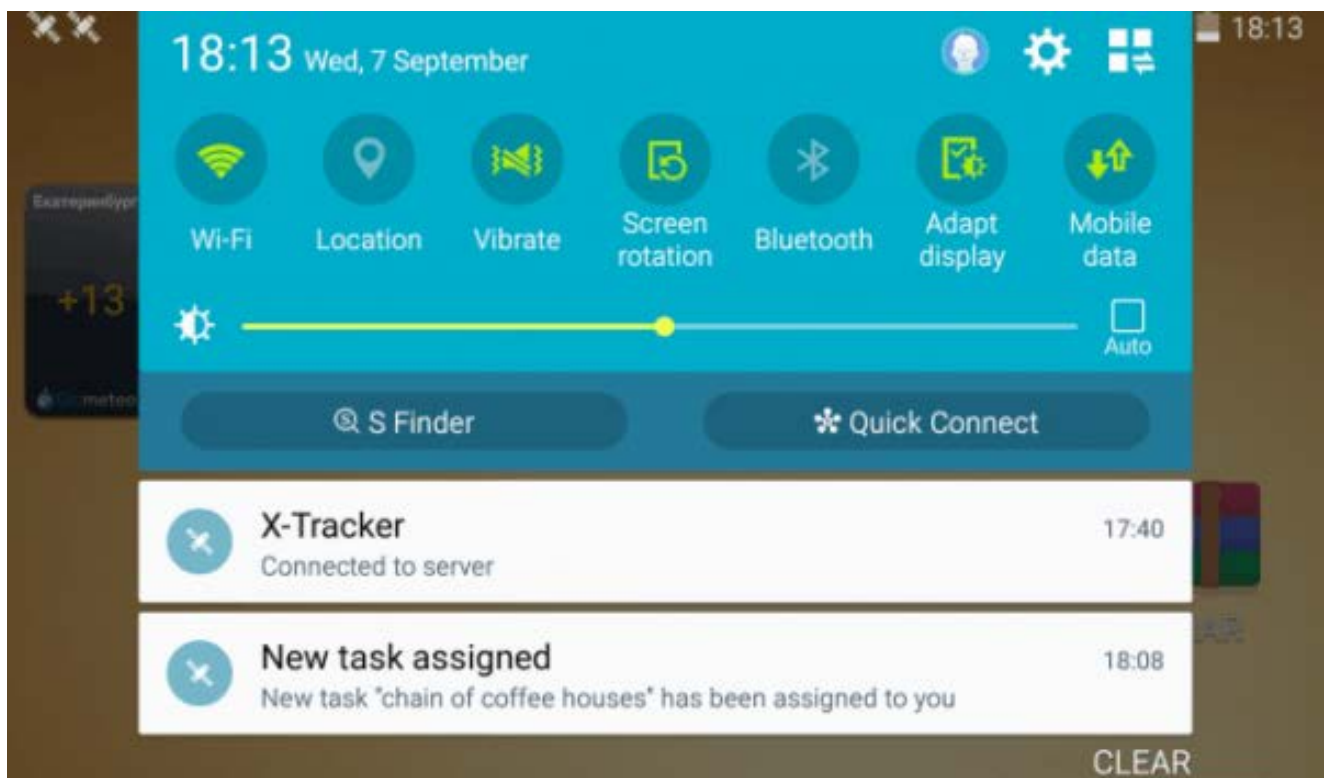 18:13
18:13 Wed, 7 September
Екатеринбург
Wi-Fi
Location
Vibrate
Screen
rotation
Bluetooth
Adapt
display
Mobile
data
+13
Auto
meteo
S Finder
Quick Connect
X-Tracker
17:40
Connected to server
New task assigned
18:08
New task "chain of coffee houses" has been assigned to you
CLEAR